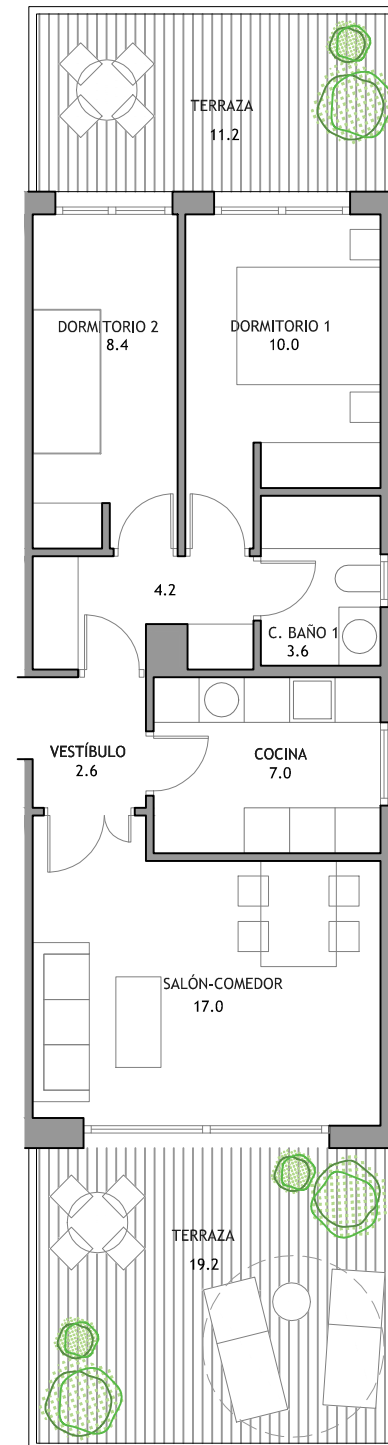 TERRAZA
11.2
DORMITORIO 2
8.4
DORMITORIO 1
10.0
4.2
C. BAÑO 1
3.6
VESTÍBULO
2.6
COCINA
7.0
SALÓN-COMEDOR
17.0
TERRAZA
19.2